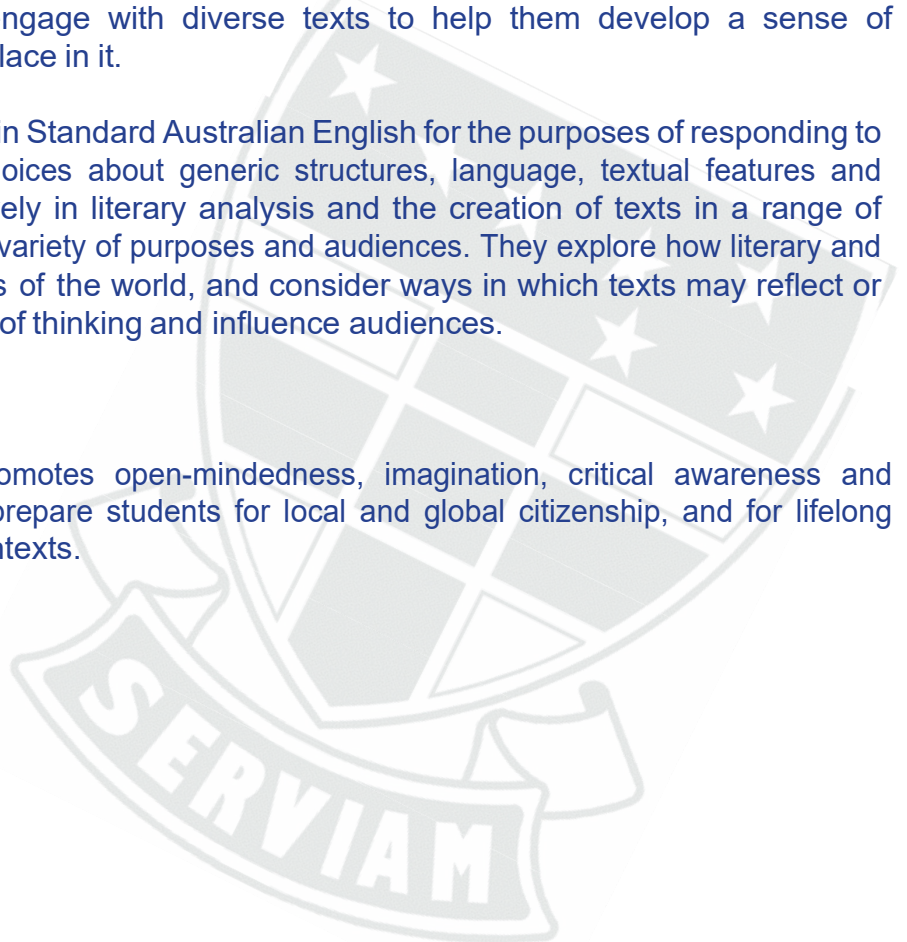 ngage with diverse texts to help them develop a sense of
lace in it.
in Standard Australian English for the purposes of responding to
oices about generic structures, language, textual features and
ely in literary analysis and the creation of texts in a range of
variety of purposes and audiences. They explore how literary and
s of the world, and consider ways in which texts may reflect or
of thinking and influence audiences.
omotes open-mindedness, imagination, critical awareness and
prepare students for local and global citizenship, and for lifelong
ntexts.
SERVIAM